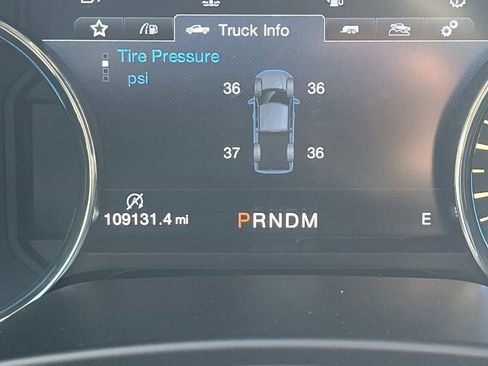 Truck Info
Tire Pressure
psi
36 36
37 36
109131.4 mi
PRNDM
E